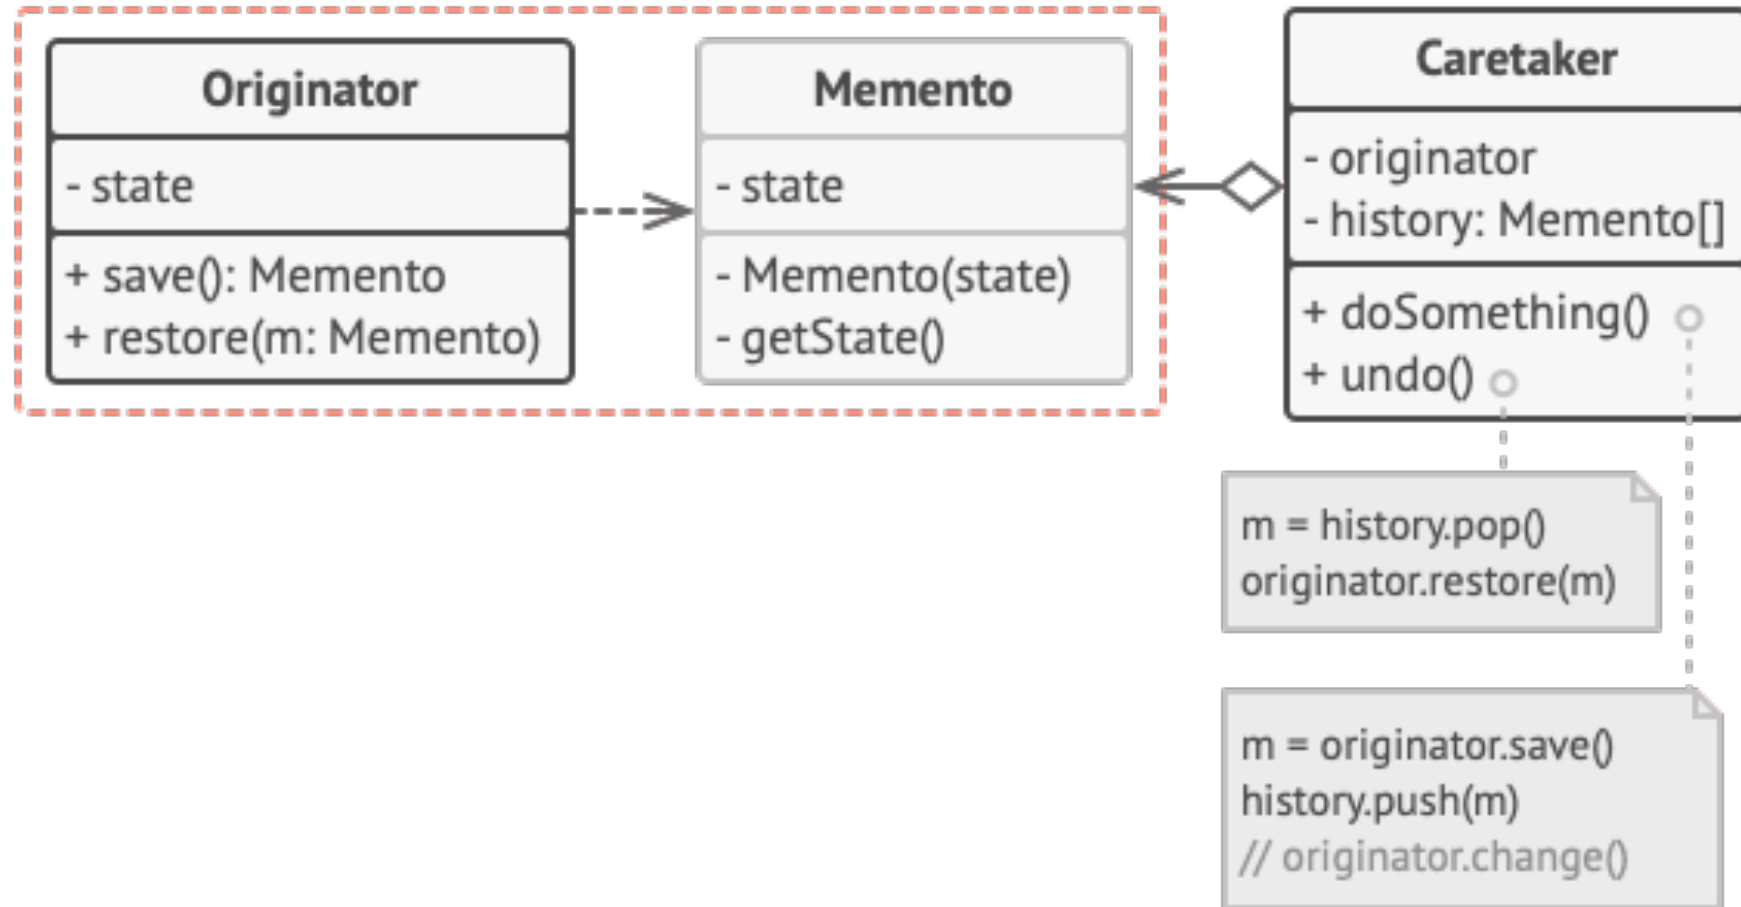 Originator
- state
+ save(): Memento
+ restore(m: Memento)
Memento
- state
- Memento(state)
- getState()
Caretaker
- originator
- history: Memento[]
+ doSomething()
+ undo()
m = history.pop()
originator.restore(m)
m = originator.save()
history.push(m)
// originator.change()